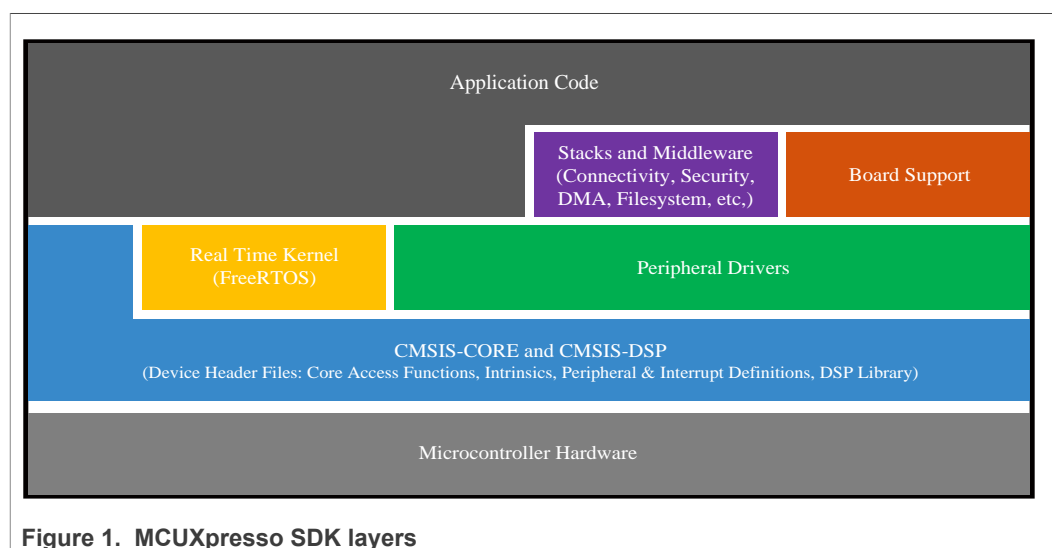 Application Code
Stacks and Middleware
(Connectivity, Security,
DMA, Filesystem, etc,)
Board Support
Real Time Kernel
(FreeRTOS)
Peripheral Drivers
CMSIS-CORE and CMSIS-DSP
(Device Header Files: Core Access Functions, Intrinsics, Peripheral & Interrupt Definitions, DSP Library)
Microcontroller Hardware
Figure 1. MCUXpresso SDK layers